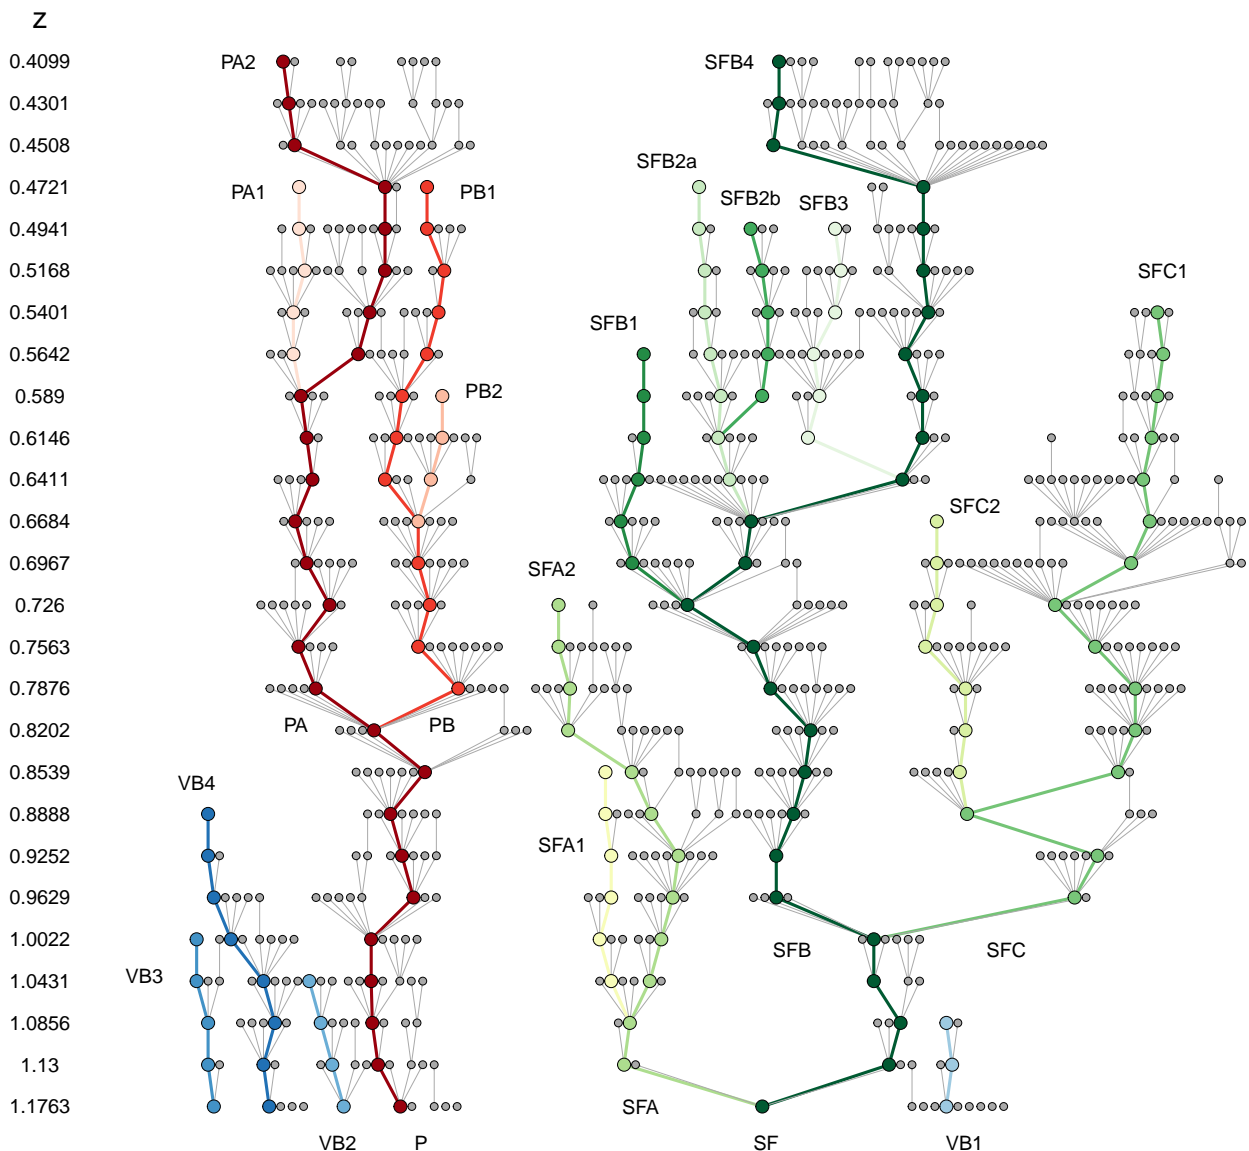 z
0.4099 PA2 SFB4
0.4301
0.4508
SFB2a
0.4721 PA1 PB1 SFB2b SFB3
0.4941
0.5168 SFC1
0.5401 SFB1
0.5642
0.589 PB2
0.6146
0.6411
SFC2
0.6684
0.6967 SFA2
0.726
0.7563
0.7876
PA PB
0.8202
0.8539
VB4
0.8888
SFA1
0.9252
0.9629
SFB SFC
1.0022
VB3
1.0431
1.0856
1.13
1.1763 SFA
VB2 P SF VB1